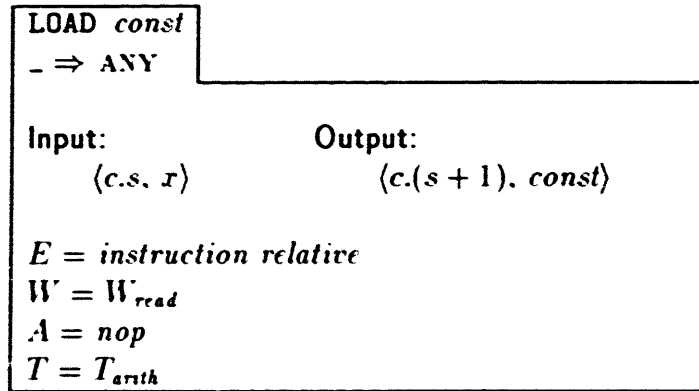 LOAD const
_ ⇒ ANY
Input: Output:
⟨c.s, x⟩ ⟨c.(s + 1), const⟩
E = instruction relative
W = W_read
A = nop
T = T_arith